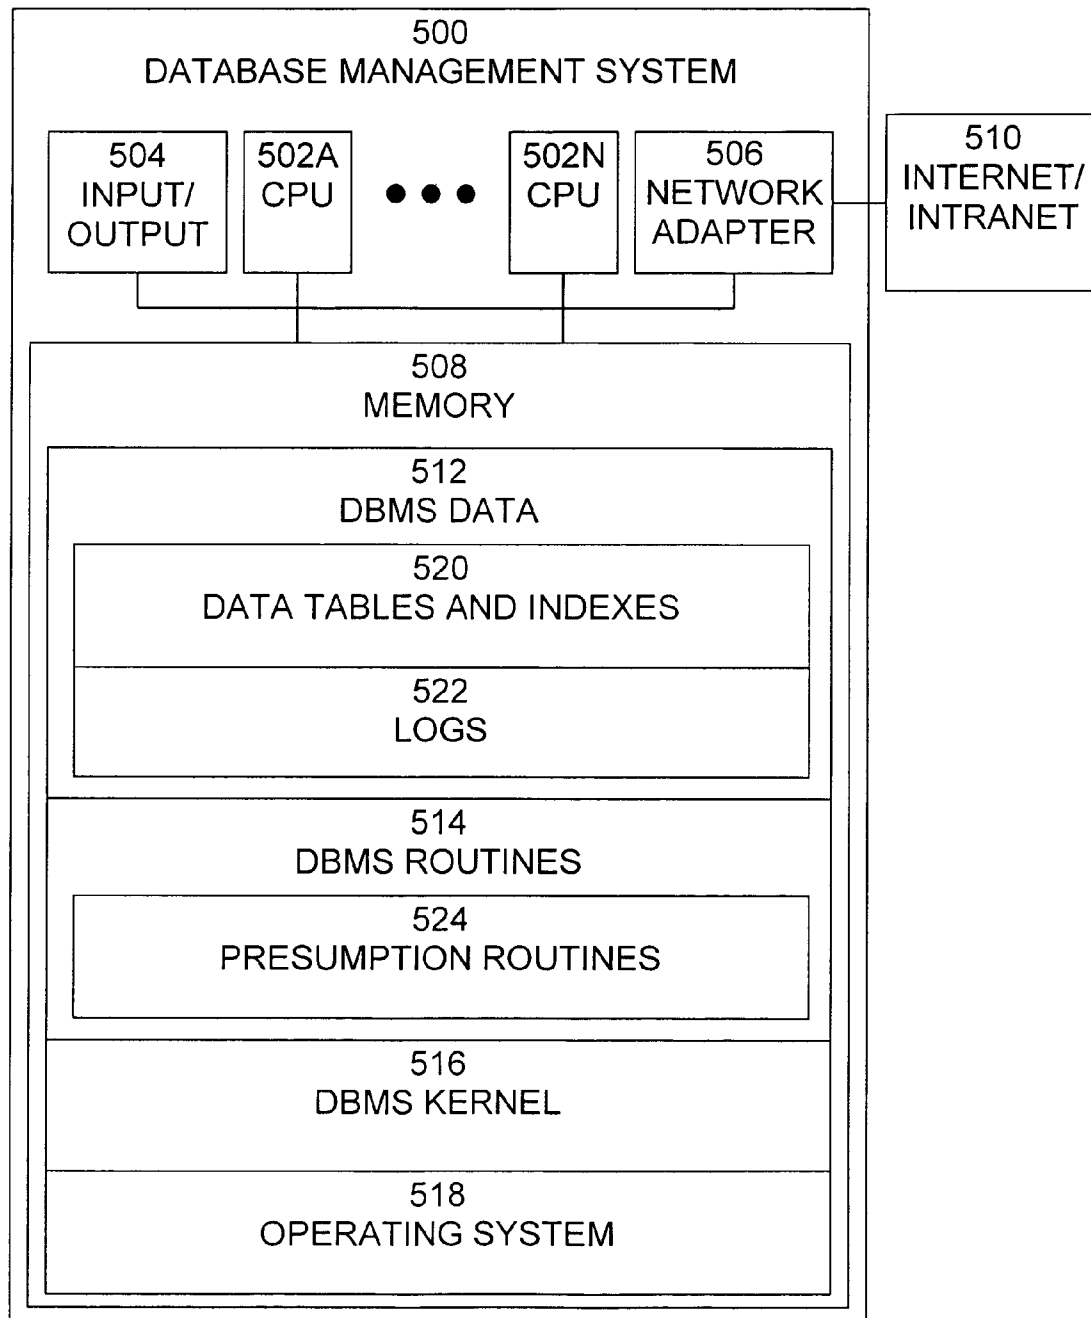 500
DATABASE MANAGEMENT SYSTEM
504
INPUT/
OUTPUT
502A
CPU
502N
CPU
506
NETWORK
ADAPTER
510
INTERNET/
INTRANET
508
MEMORY
512
DBMS DATA
520
DATA TABLES AND INDEXES
522
LOGS
514
DBMS ROUTINES
524
PRESUMPTION ROUTINES
516
DBMS KERNEL
518
OPERATING SYSTEM